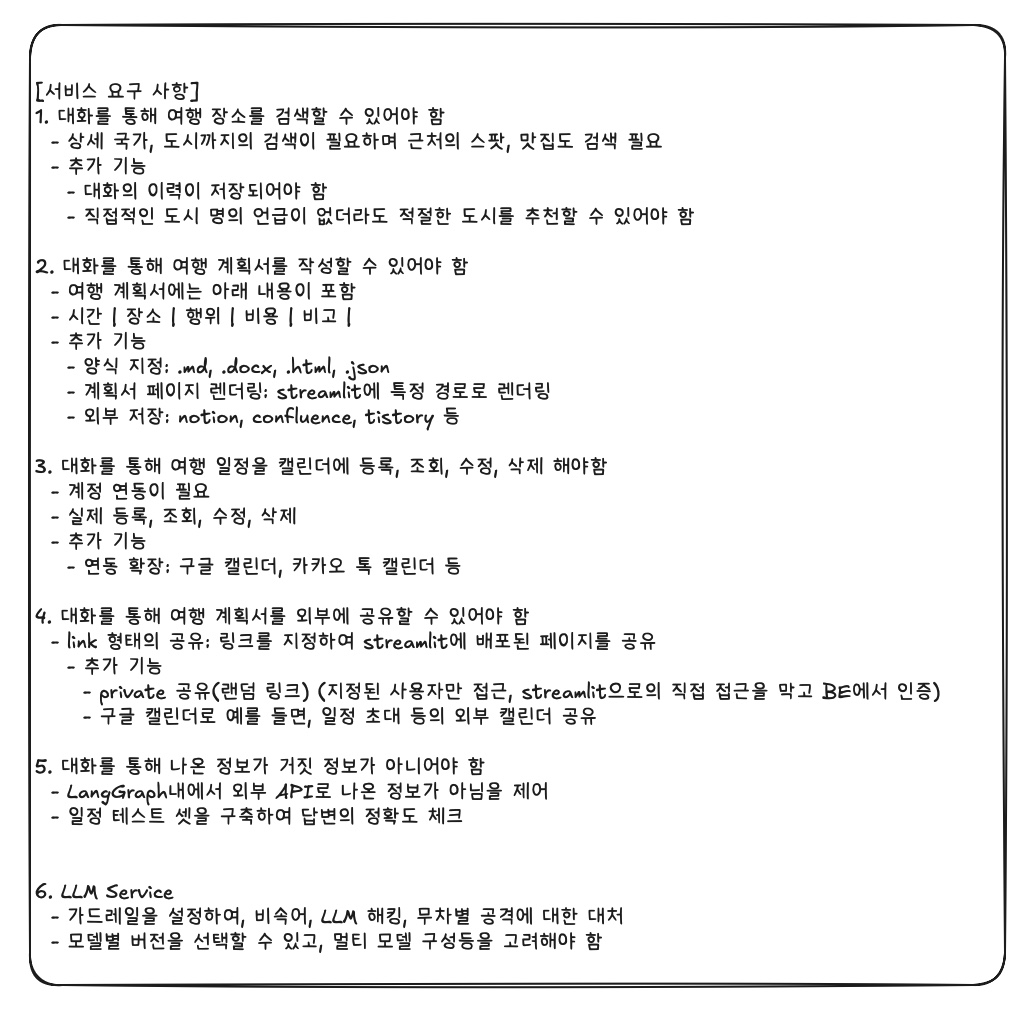 [서비스 요구 사항]
1. 대화를 통해 여행 장소를 검색할 수 있어야 함
- 상세 국가, 도시까지의 검색이 필요하며 근처의 스팟, 맛집도 검색 필요
- 추가 기능
- 대화의 이력이 저장되어야 함
- 직접적인 도시 명의 언급이 없더라도 적절한 도시를 추천할 수 있어야 함
2. 대화를 통해 여행 계획서를 작성할 수 있어야 함
- 여행 계획서에는 아래 내용이 포함
- 시간 | 장소 | 행위 | 비용 | 비고 |
- 추가 기능
- 양식 지정: .md, .docx, .html, .json
- 계획서 페이지 렌더링: streamlit에 특정 경로로 렌더링
- 외부 저장: notion, confluence, tistory 등
3. 대화를 통해 여행 일정을 캘린더에 등록, 조회, 수정, 삭제 해야함
- 계정 연동이 필요
- 실제 등록, 조회, 수정, 삭제
- 추가 기능
- 연동 확장: 구글 캘린더, 카카오 톡 캘린더 등
4. 대화를 통해 여행 계획서를 외부에 공유할 수 있어야 함
- link 형태의 공유: 링크를 지정하여 streamlit에 배포된 페이지를 공유
- 추가 기능
- private 공유(랜덤 링크) (지정된 사용자만 접근, streamlit으로의 직접 접근을 막고 BE에서 인증)
- 구글 캘린더로 예를 들면, 일정 초대 등의 외부 캘린더 공유
5. 대화를 통해 나온 정보가 거짓 정보가 아니어야 함
- LangGraph내에서 외부 API로 나온 정보가 아님을 제어
- 일정 테스트 셋을 구축하여 답변의 정확도 체크
6. LLM Service
- 가드레일을 설정하여, 비속어, LLM 해킹, 무차별 공격에 대한 대처
- 모델별 버전을 선택할 수 있고, 멀티 모델 구성등을 고려해야 함